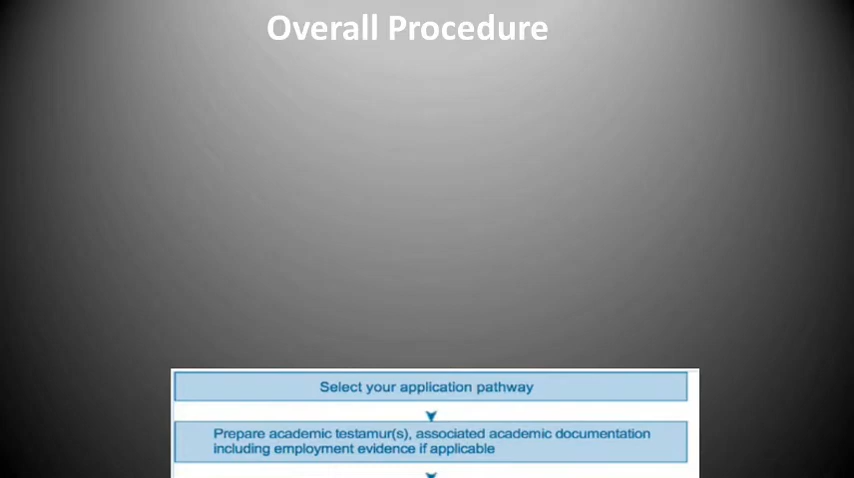 Overall Procedure
Select your application pathway
Prepare academic testamur(s), associated academic documentation
including employment evidence if applicable